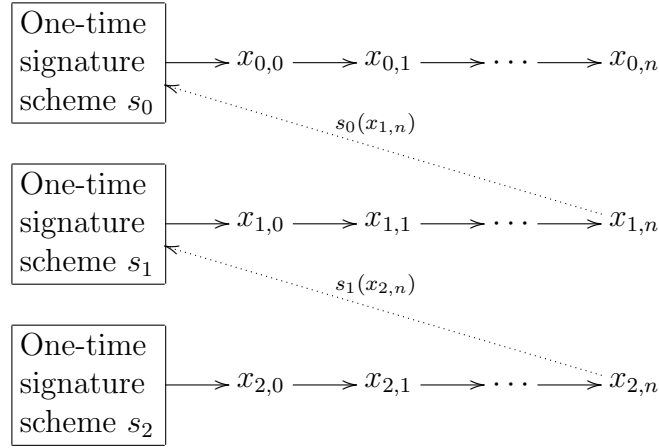 One-time
signature
scheme s_0
x_{0,0} x_{0,1} ⋯ x_{0,n}
s_0(x_{1,n})
One-time
signature
scheme s_1
x_{1,0} x_{1,1} ⋯ x_{1,n}
s_1(x_{2,n})
One-time
signature
scheme s_2
x_{2,0} x_{2,1} ⋯ x_{2,n}